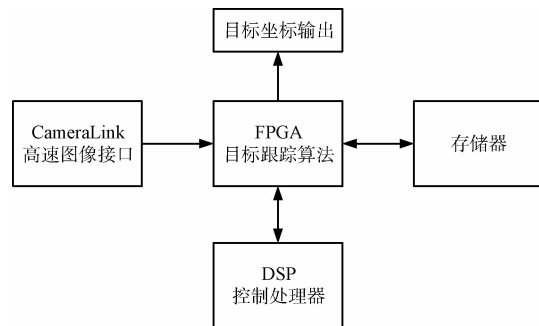 目标坐标输出
CameraLink
高速图像接口
FPGA
目标跟踪算法
存储器
DSP
控制处理器